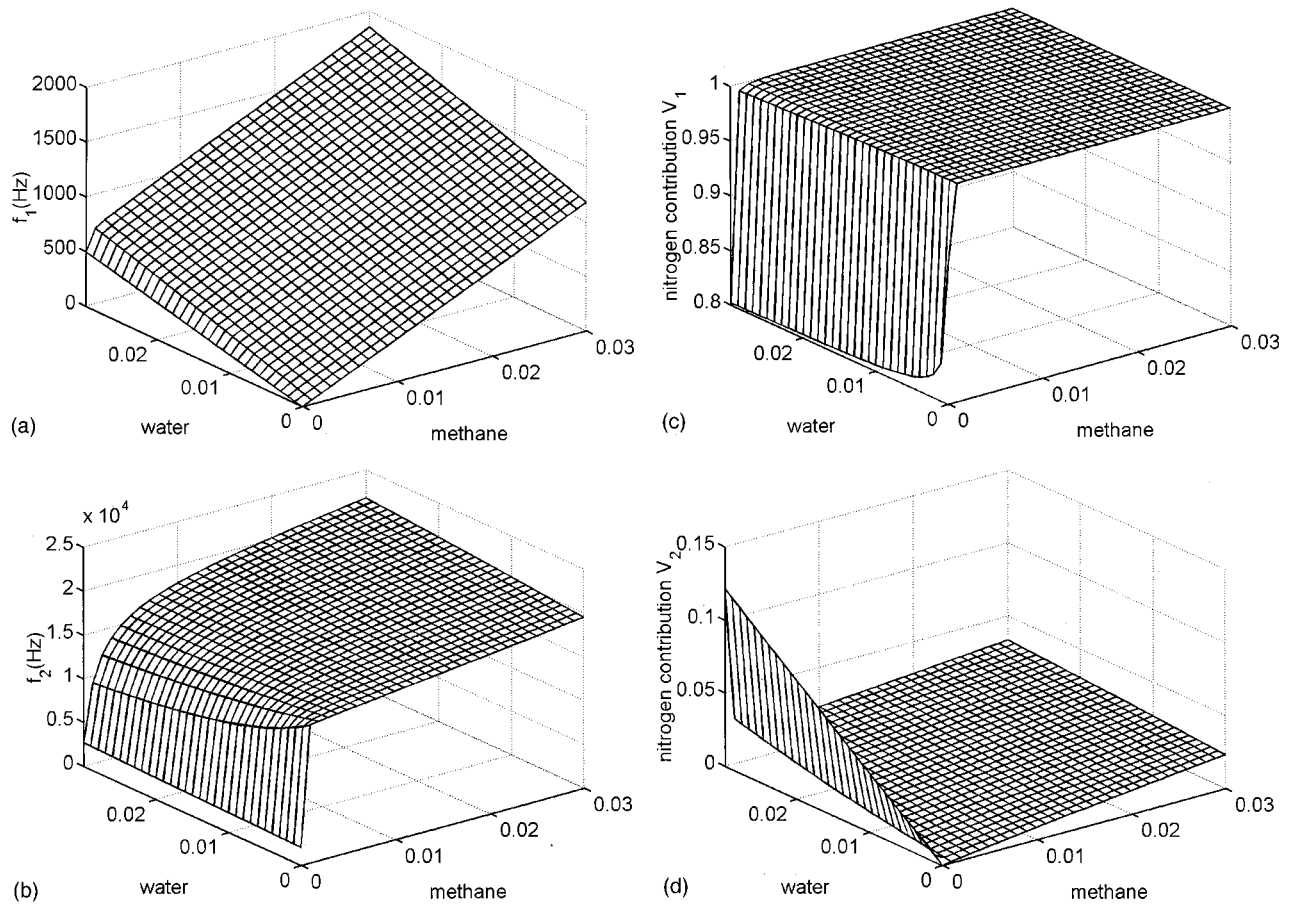 2000
1500
1000
500
0
f1(Hz)
0.02
0.01
0
water
0
0.01
0.02
0.03
methane
(a)
1
0.95
0.9
0.85
0.8
nitrogen contribution V1
0.02
0.01
0
water
0
0.01
0.02
0.03
methane
(c)
x 10^4
2.5
2
1.5
1
0.5
0
f2(Hz)
0.02
0.01
0
water
0
0.01
0.02
0.03
methane
(b)
0.15
0.1
0.05
0
nitrogen contribution V2
0.02
0.01
0
water
0
0.01
0.02
0.03
methane
(d)